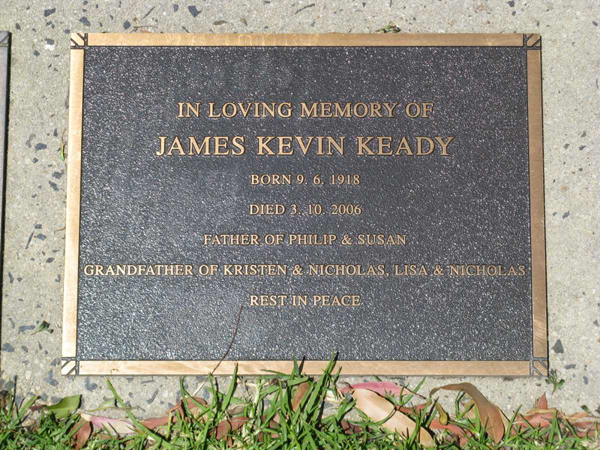 IN LOVING MEMORY OF
JAMES KEVIN KEADY
BORN 9. 6. 1918
DIED 3. 10. 2006
FATHER OF PHILIP & SUSAN
GRANDFATHER OF KRISTEN & NICHOLAS, LISA & NICHOLAS
REST IN PEACE